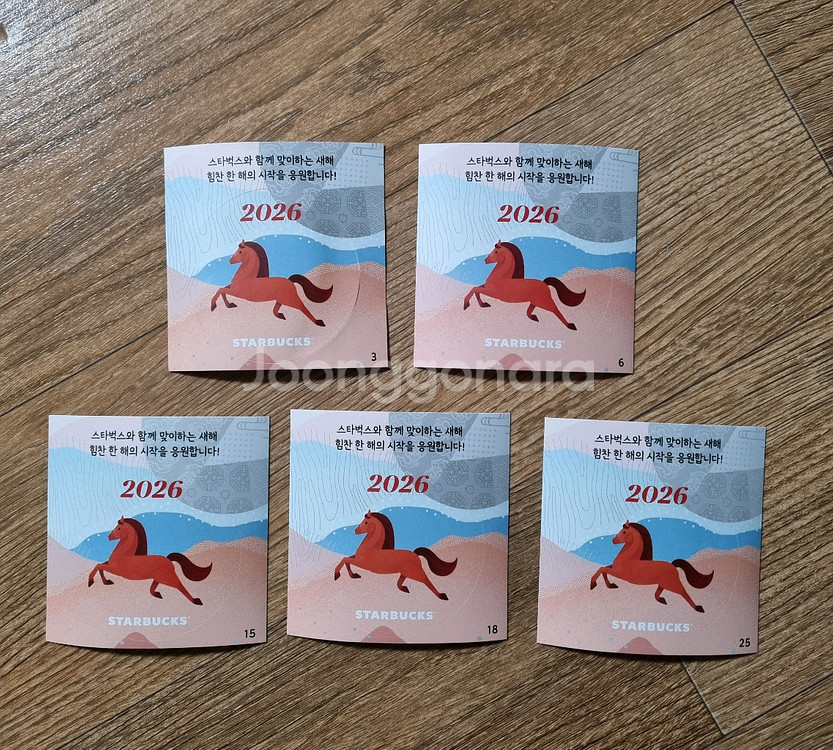 스타벅스와 함께 맞이하는 새해
힘찬 한 해의 시작을 응원합니다!
2026
STARBUCKS
3
스타벅스와 함께 맞이하는 새해
힘찬 한 해의 시작을 응원합니다!
2026
STARBUCKS
6
Joonggonara
스타벅스와 함께 맞이하는 새해
힘찬 한 해의 시작을 응원합니다!
2026
STARBUCKS
15
스타벅스와 함께 맞이하는 새해
힘찬 한 해의 시작을 응원합니다!
2026
STARBUCKS
18
스타벅스와 함께 맞이하는 새해
힘찬 한 해의 시작을 응원합니다!
2026
STARBUCKS
25